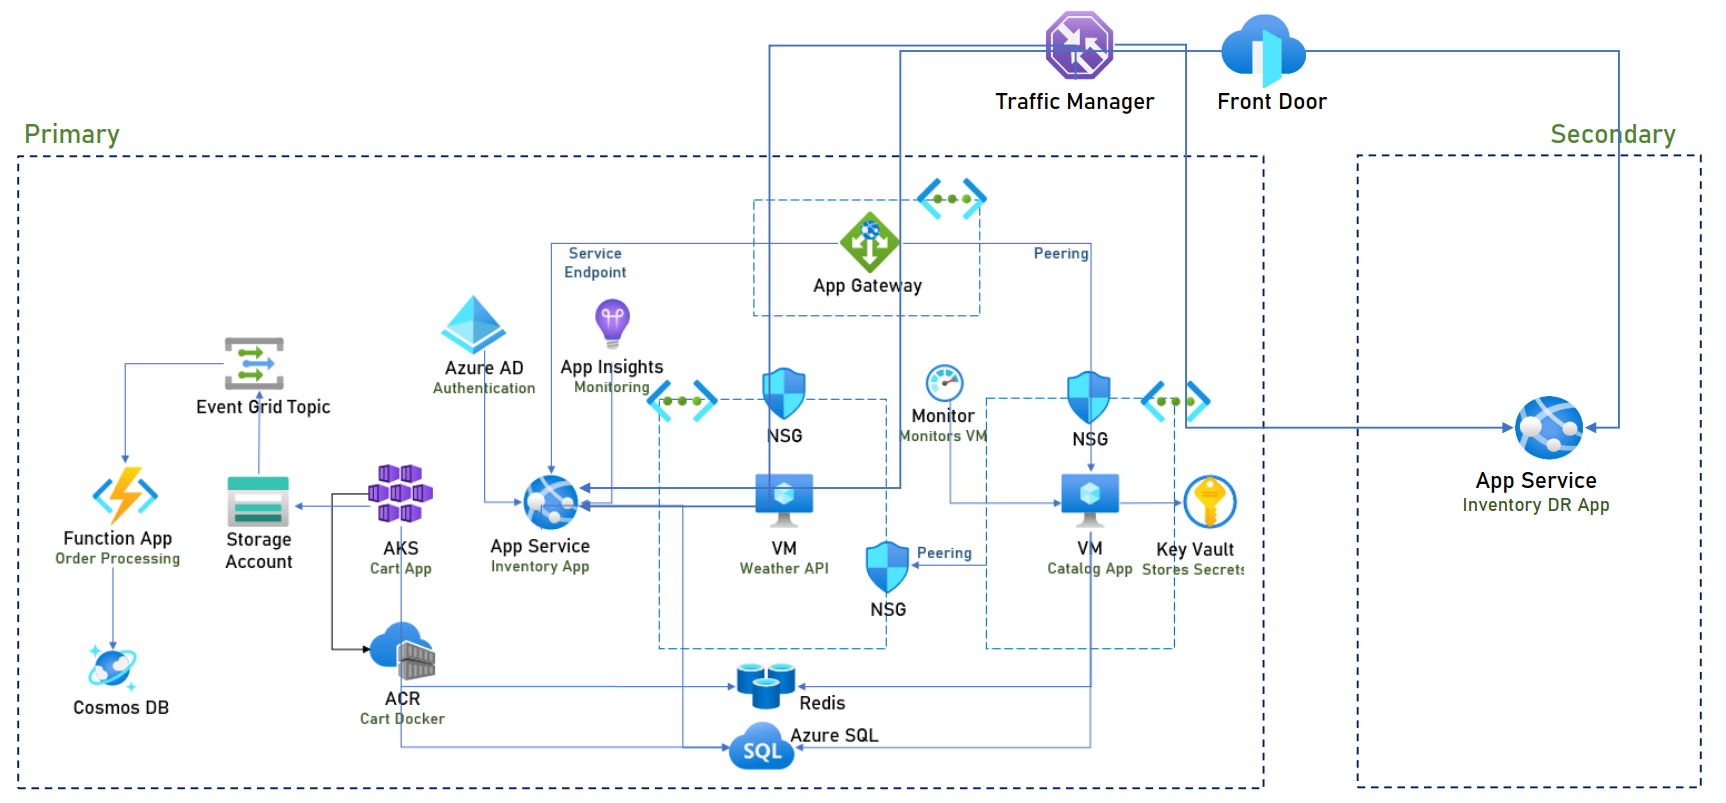 Traffic Manager
Front Door
Primary
Secondary
Service
Endpoint
Peering
App Gateway
Azure AD
Authentication
App Insights
Monitoring
Event Grid Topic
NSG
Monitor
Monitors VM
NSG
App Service
Inventory DR App
Function App
Order Processing
Storage
Account
AKS
Cart App
App Service
Inventory App
VM
Weather API
Peering
NSG
VM
Catalog App
Key Vault
Stores Secrets
Cosmos DB
ACR
Cart Docker
Redis
Azure SQL
SQL